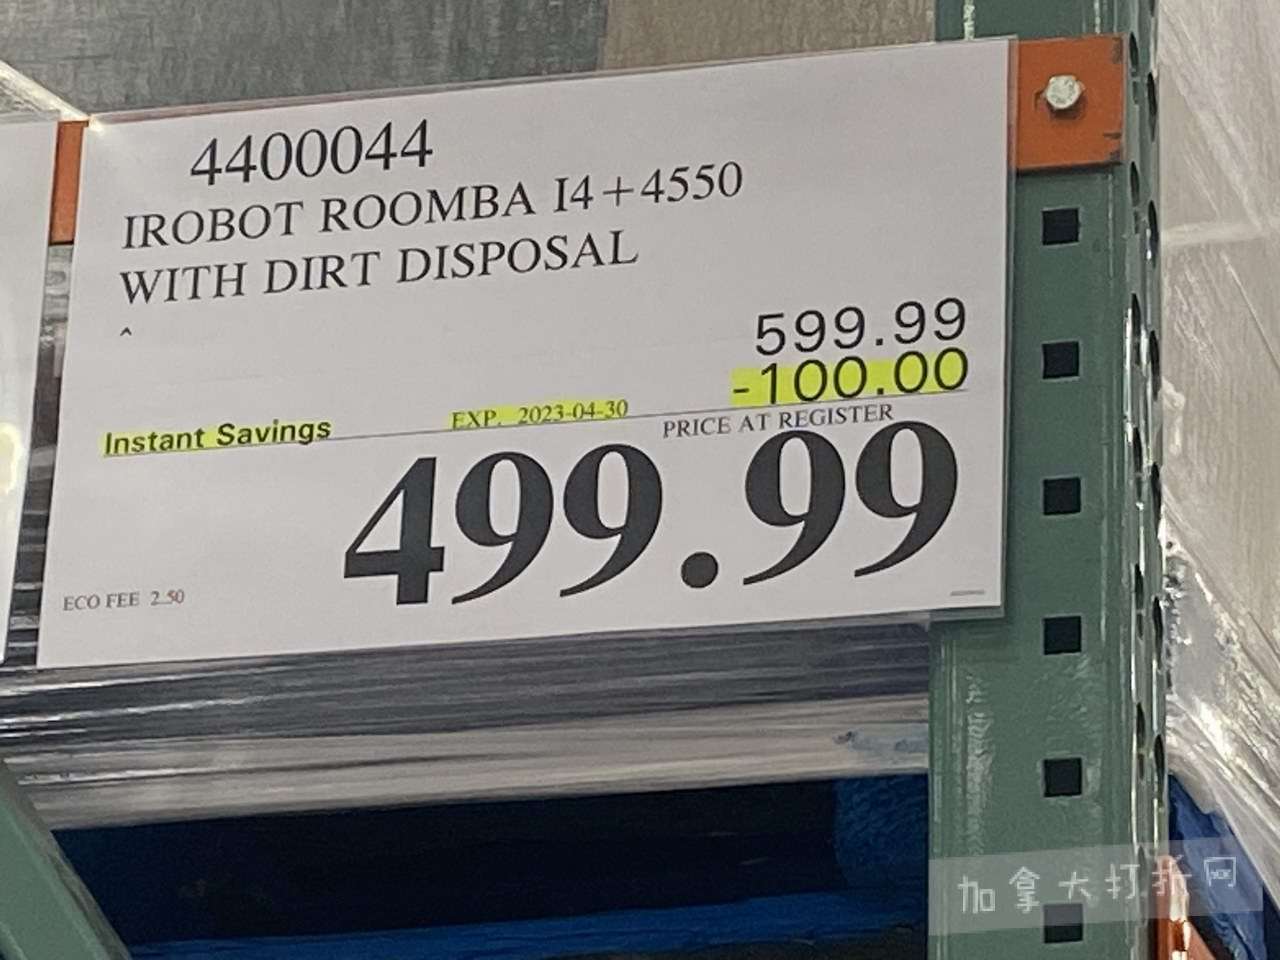 4400044
IROBOT ROOMBA I4+4550
WITH DIRT DISPOSAL
^
599.99
-100.00
Instant Savings EXP. 2023-04-30
PRICE AT REGISTER
499.99
ECO FEE 2.50
加拿大打折网